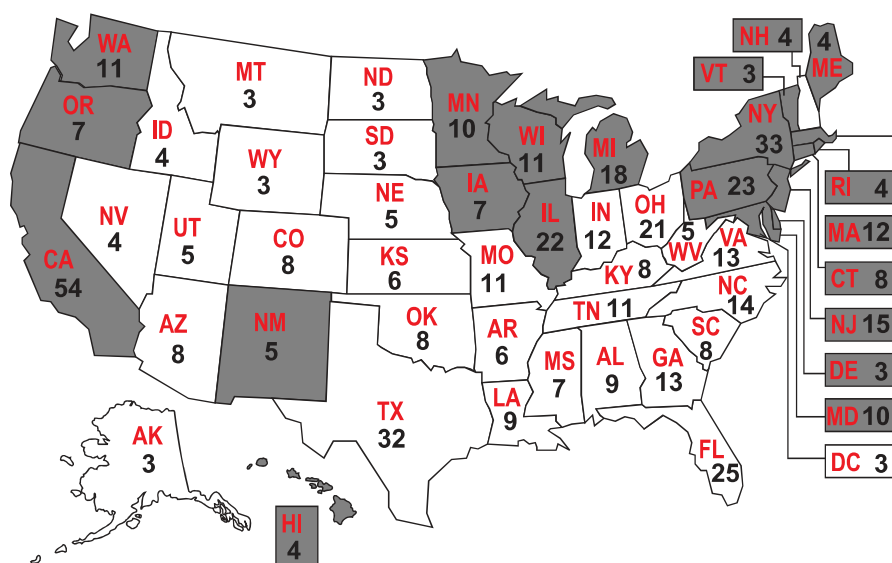 NH 4
4
ME
VT 3
WA
11
MT
3
ND
3
MN
10
OR
7
ID
4
WY
3
SD
3
WI
11
MI
18
NY
33
PA 23
RI 4
IA
7
NE
5
NV
4
UT
5
CO
8
IL
22
IN
12
OH
21
5
WV
VA
13
MA 12
CA
54
KS
6
MO
11
KY 8
CT 8
NC
14
TN 11
NJ 15
AZ
8
NM
5
OK
8
AR
6
SC
8
MS
7
AL
9
GA
13
DE 3
TX
32
LA
9
MD 10
AK
3
FL
25
DC 3
HI
4